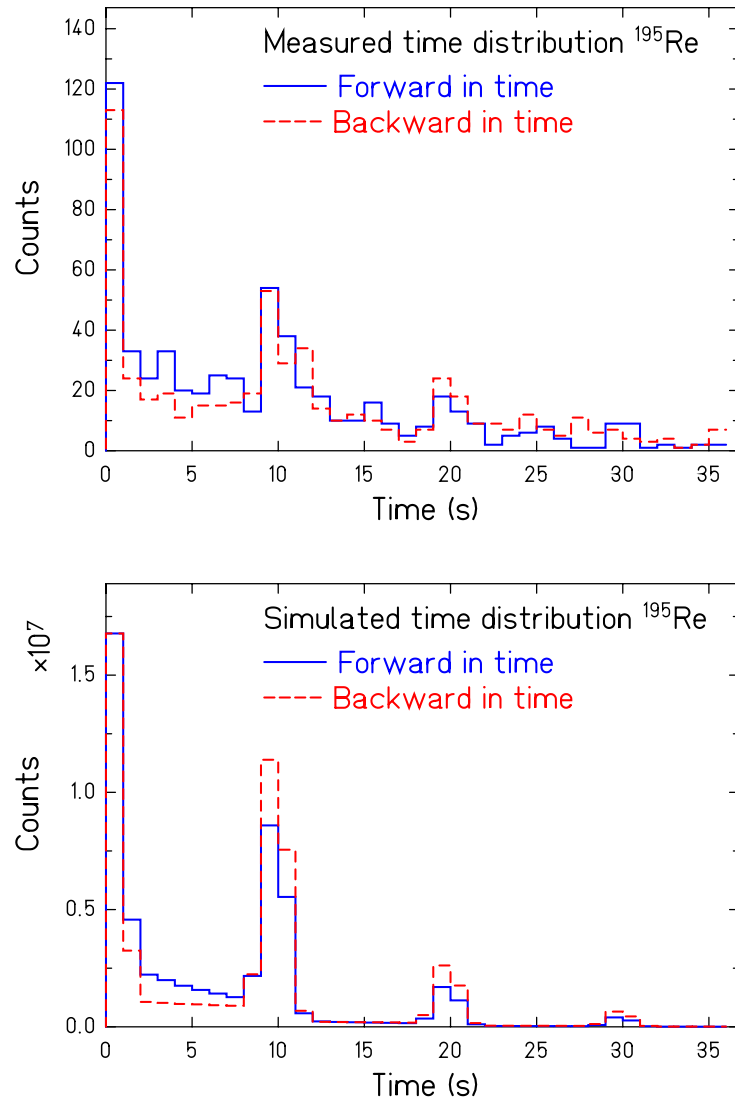 Measured time distribution ¹⁹⁵Re
Forward in time
Backward in time
Counts
140
120
100
80
60
40
20
0
0 5 10 15 20 25 30 35
Time (s)
Simulated time distribution ¹⁹⁵Re
Forward in time
Backward in time
×10⁷
Counts
1.5
1.0
0.5
0.0
0 5 10 15 20 25 30 35
Time (s)